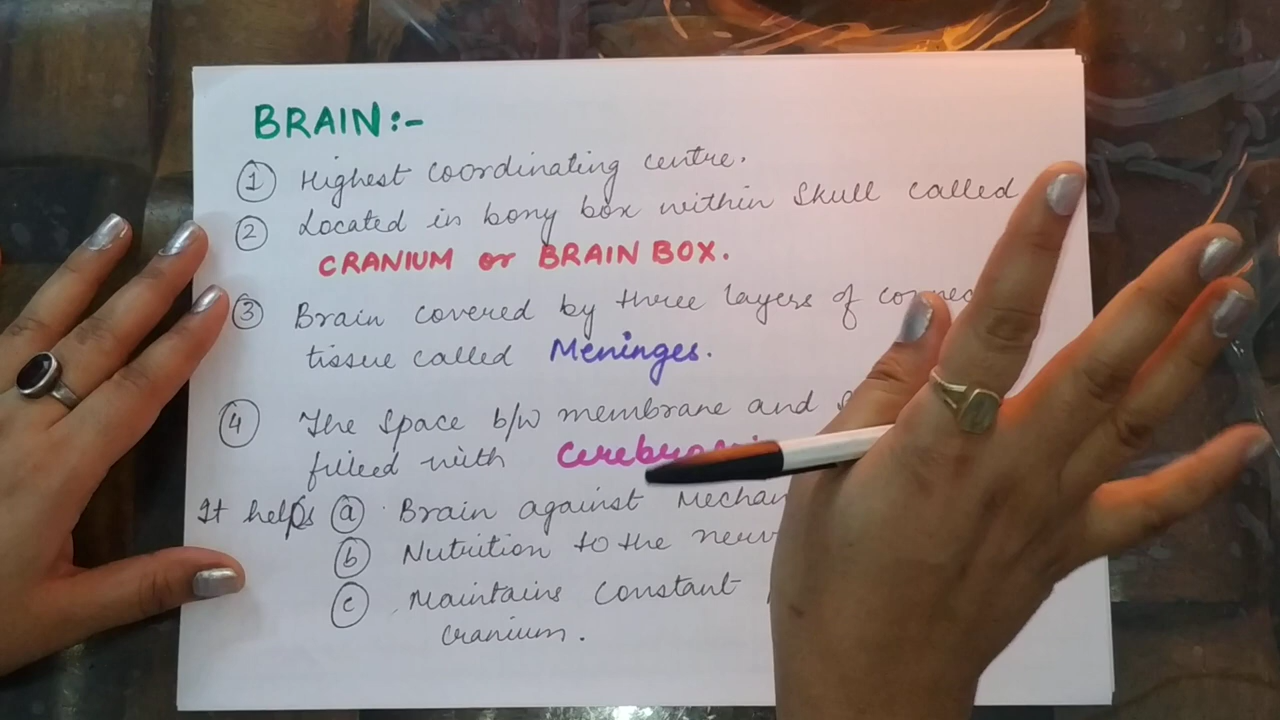 BRAIN:-
① Highest coordinating centre.
② Located in bony box within Skull called
CRANIUM or BRAIN BOX.
③ Brain covered by three layers of
tissue called Meninges.
④ The Space b/w membrane and
filled with
It helps ⓐ Brain against
ⓑ Nutrition to the
ⓒ Maintains Constant
Cranium.